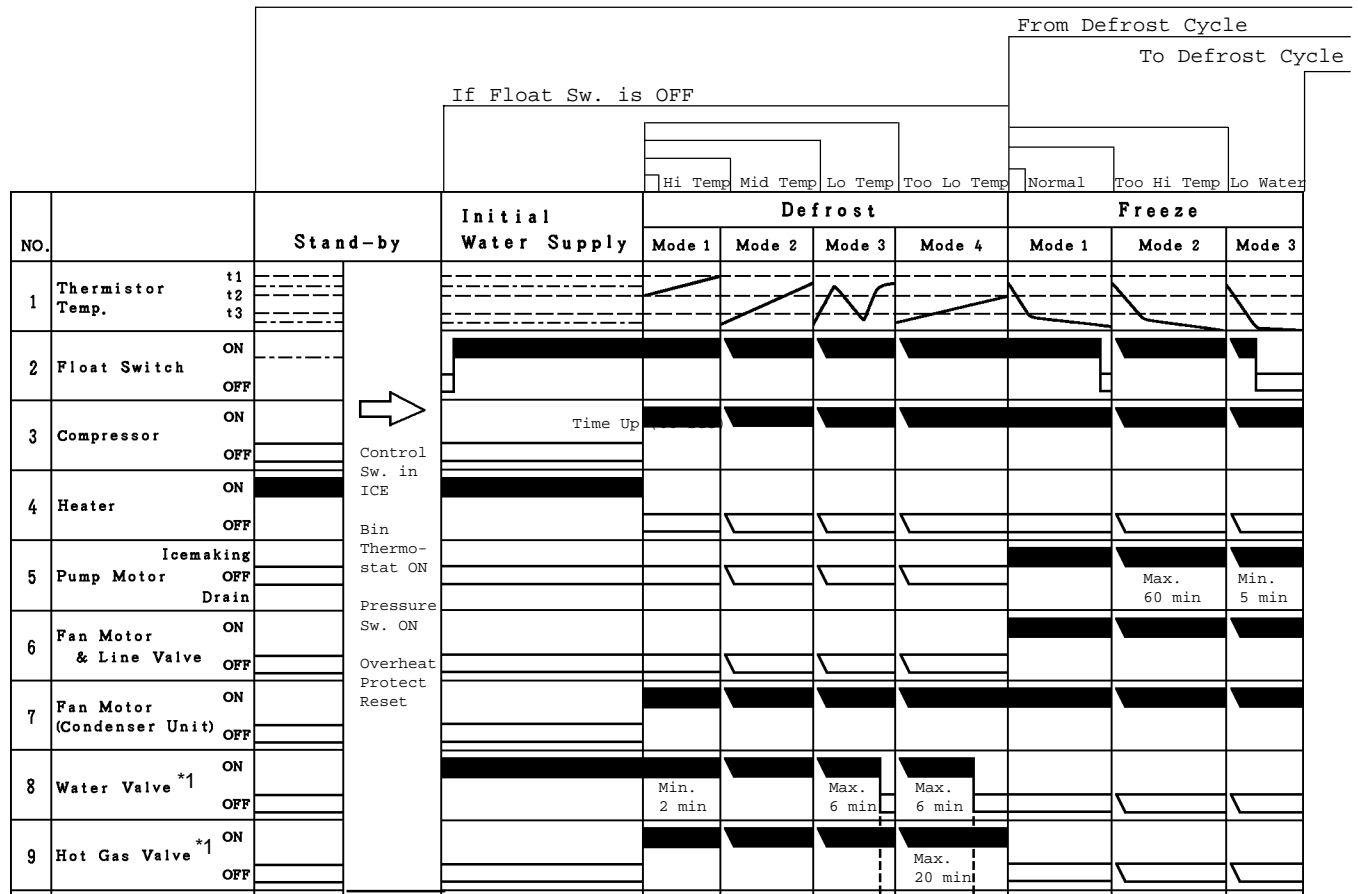 From Defrost Cycle
To Defrost Cycle
If Float Sw. is OFF
Hi Temp Mid Temp Lo Temp Too Lo Temp Normal Too Hi Temp Lo Water
NO. Stand-by Initial Water Supply Defrost Freeze
Mode 1 Mode 2 Mode 3 Mode 4 Mode 1 Mode 2 Mode 3
1 Thermistor Temp. t1 t2 t3
2 Float Switch ON OFF
3 Compressor ON OFF
Time Up
4 Heater ON OFF
5 Pump Motor Icemaking OFF Drain
Max. 60 min
Min. 5 min
6 Fan Motor & Line Valve ON OFF
7 Fan Motor (Condenser Unit) ON OFF
8 Water Valve *1 ON OFF
Min. 2 min
Max. 6 min
Max. 6 min
9 Hot Gas Valve *1 ON OFF
Max. 20 min
Control Sw. in ICE
Bin Thermo-
stat ON
Pressure Sw. ON
Overheat Protect Reset